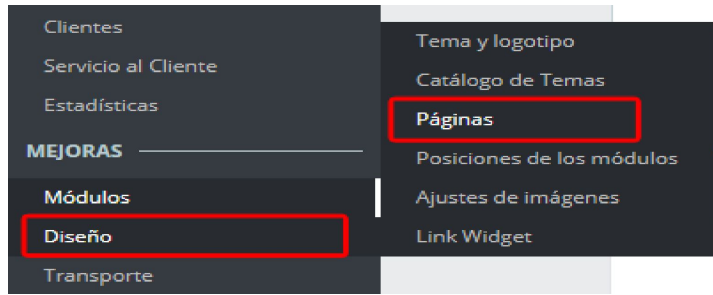 Clientes
Servicio al Cliente
Estadísticas
MEJORAS
Módulos
Diseño
Transporte
Tema y logotipo
Catálogo de Temas
Páginas
Posiciones de los módulos
Ajustes de imágenes
Link Widget